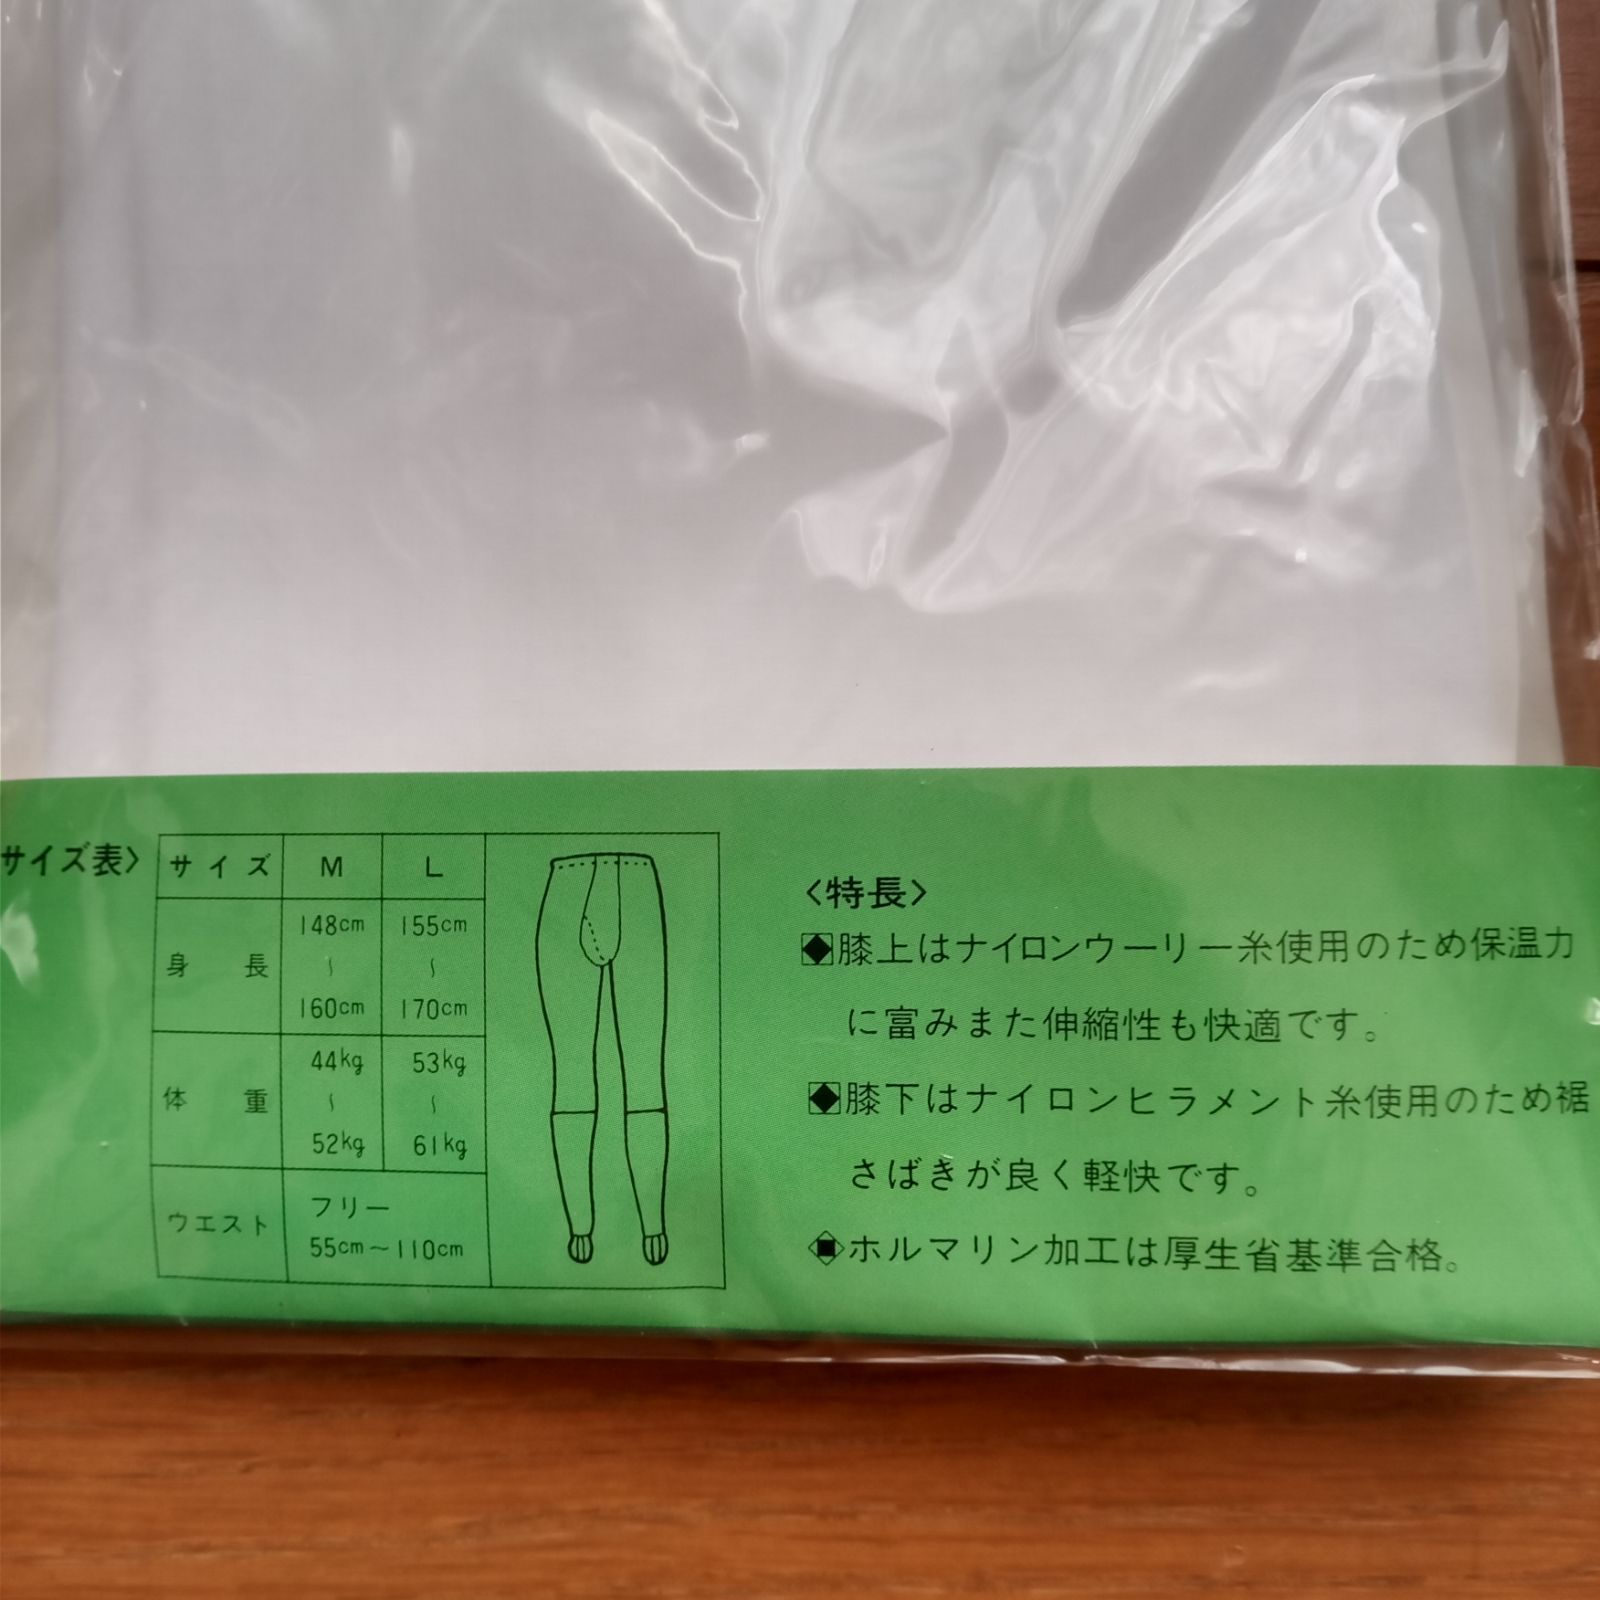 サイズ表〉
サイズ M L
身長 148cm 〜 160cm 155cm 〜 170cm
体重 44kg 〜 52kg 53kg 〜 61kg
ウエスト フリー 55cm〜110cm
〈特長〉
膝上はナイロンウーリー糸使用のため保温力
に富みまた伸縮性も快適です。
膝下はナイロンヒラメント糸使用のため裾
さばきが良く軽快です。
ホルマリン加工は厚生省基準合格。